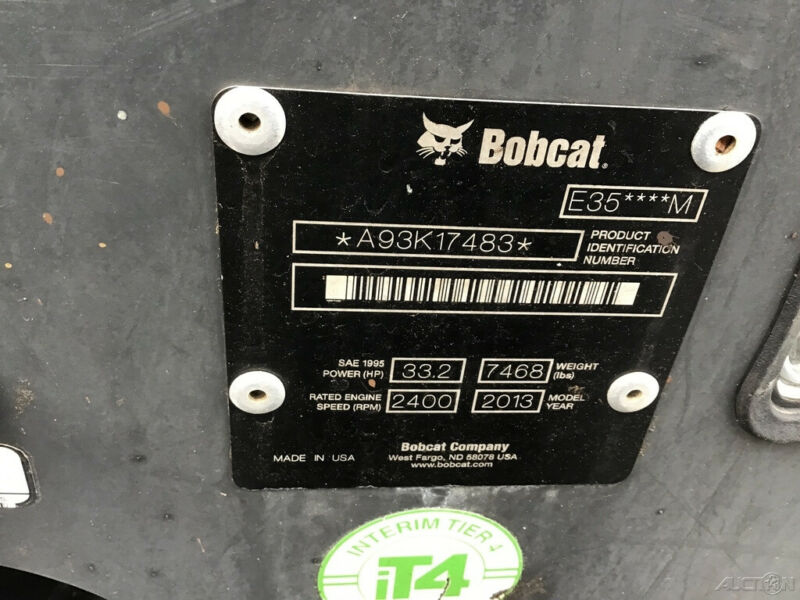 Bobcat.
E35****M
*A93K17483*
PRODUCT
IDENTIFICATION
NUMBER
SAE 1995
POWER (HP)
33.2
7468
WEIGHT
(lbs)
RATED ENGINE
SPEED (RPM)
2400
2013
MODEL
YEAR
Bobcat Company
MADE IN USA
West Fargo, ND 58078 USA
www.bobcat.com
INTERIM TIER 4
iT4
AUCTION